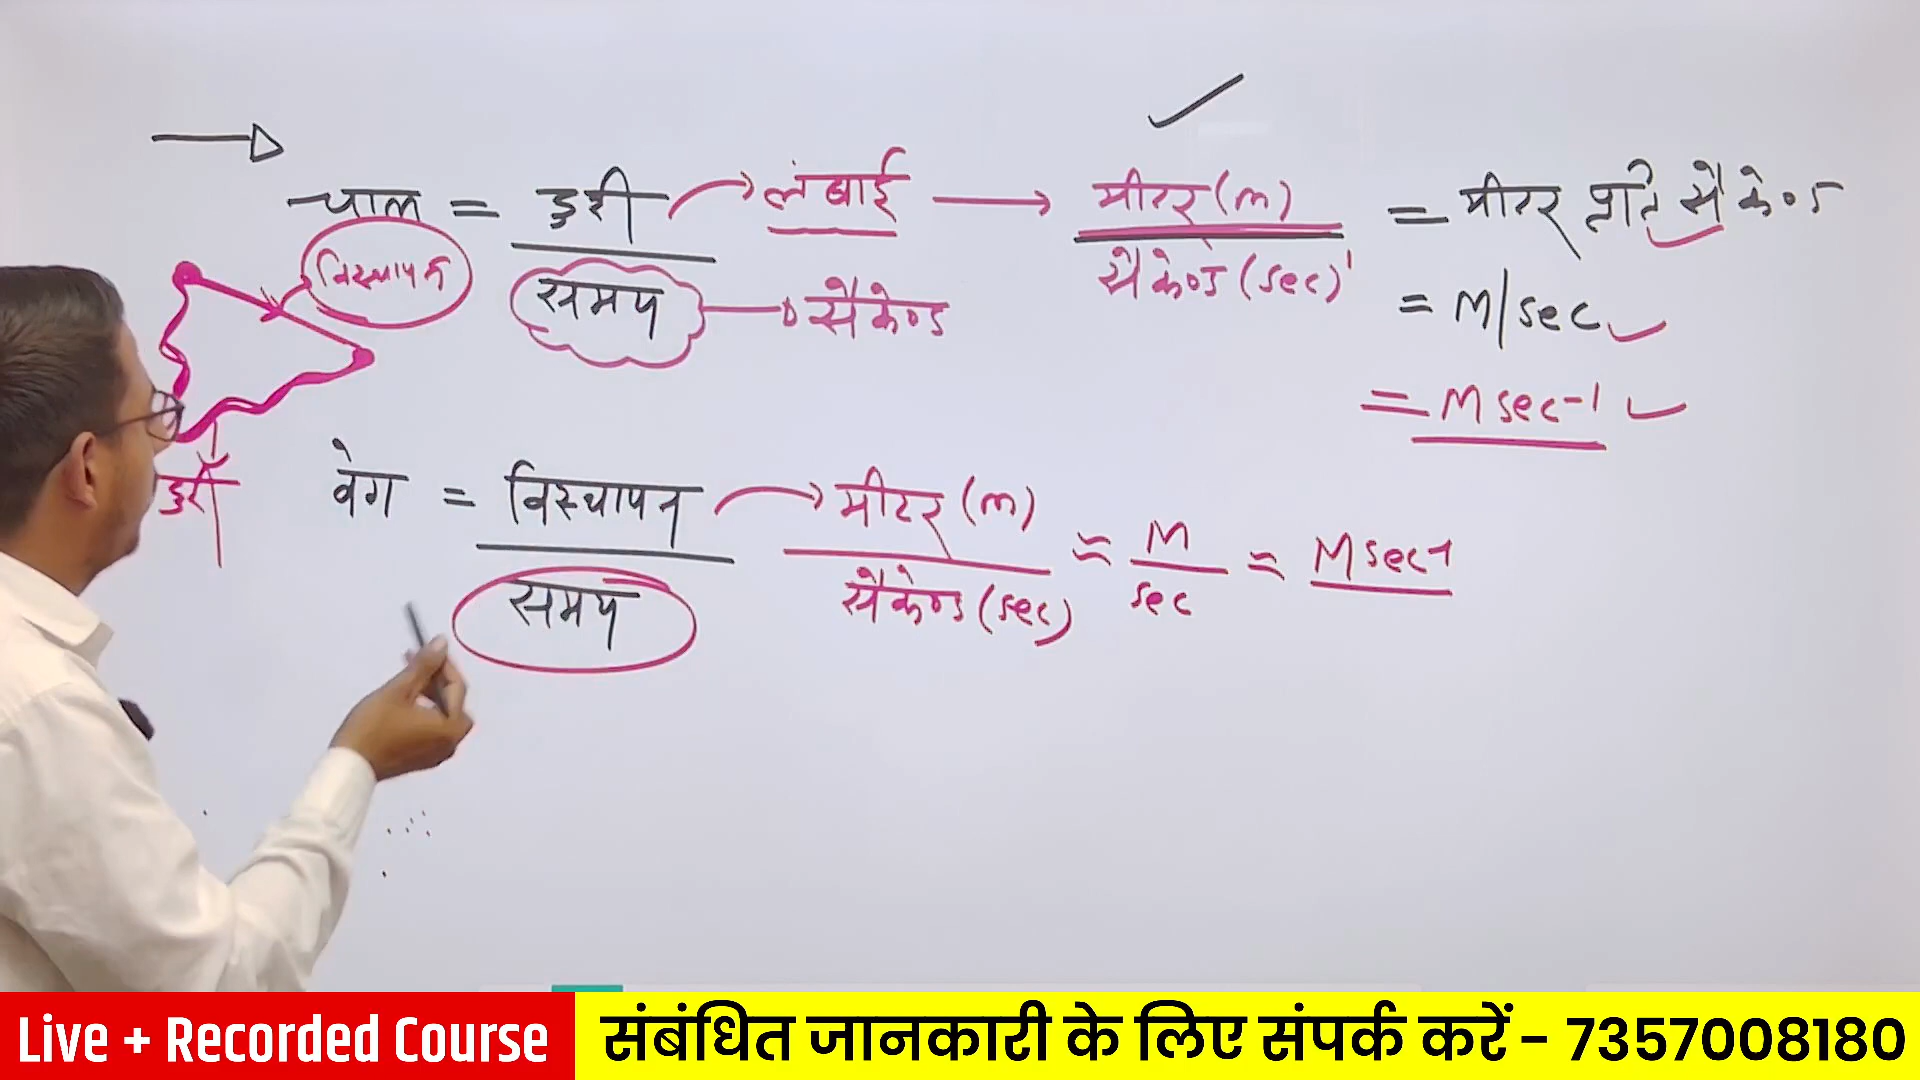 चाल = दुरी → लंबाई → मीटर (m) = मीटर प्रति सैकेण्ड
समय → सैकेण्ड सैकेण्ड (sec)¹ = M/sec
विस्थापन
= M sec-1
दुरी
वेग = विस्थापन → मीटर (m) = M = M sec-1
समय सैकेण्ड (sec) sec
Live + Recorded Course संबंधित जानकारी के लिए संपर्क करें – 7357008180